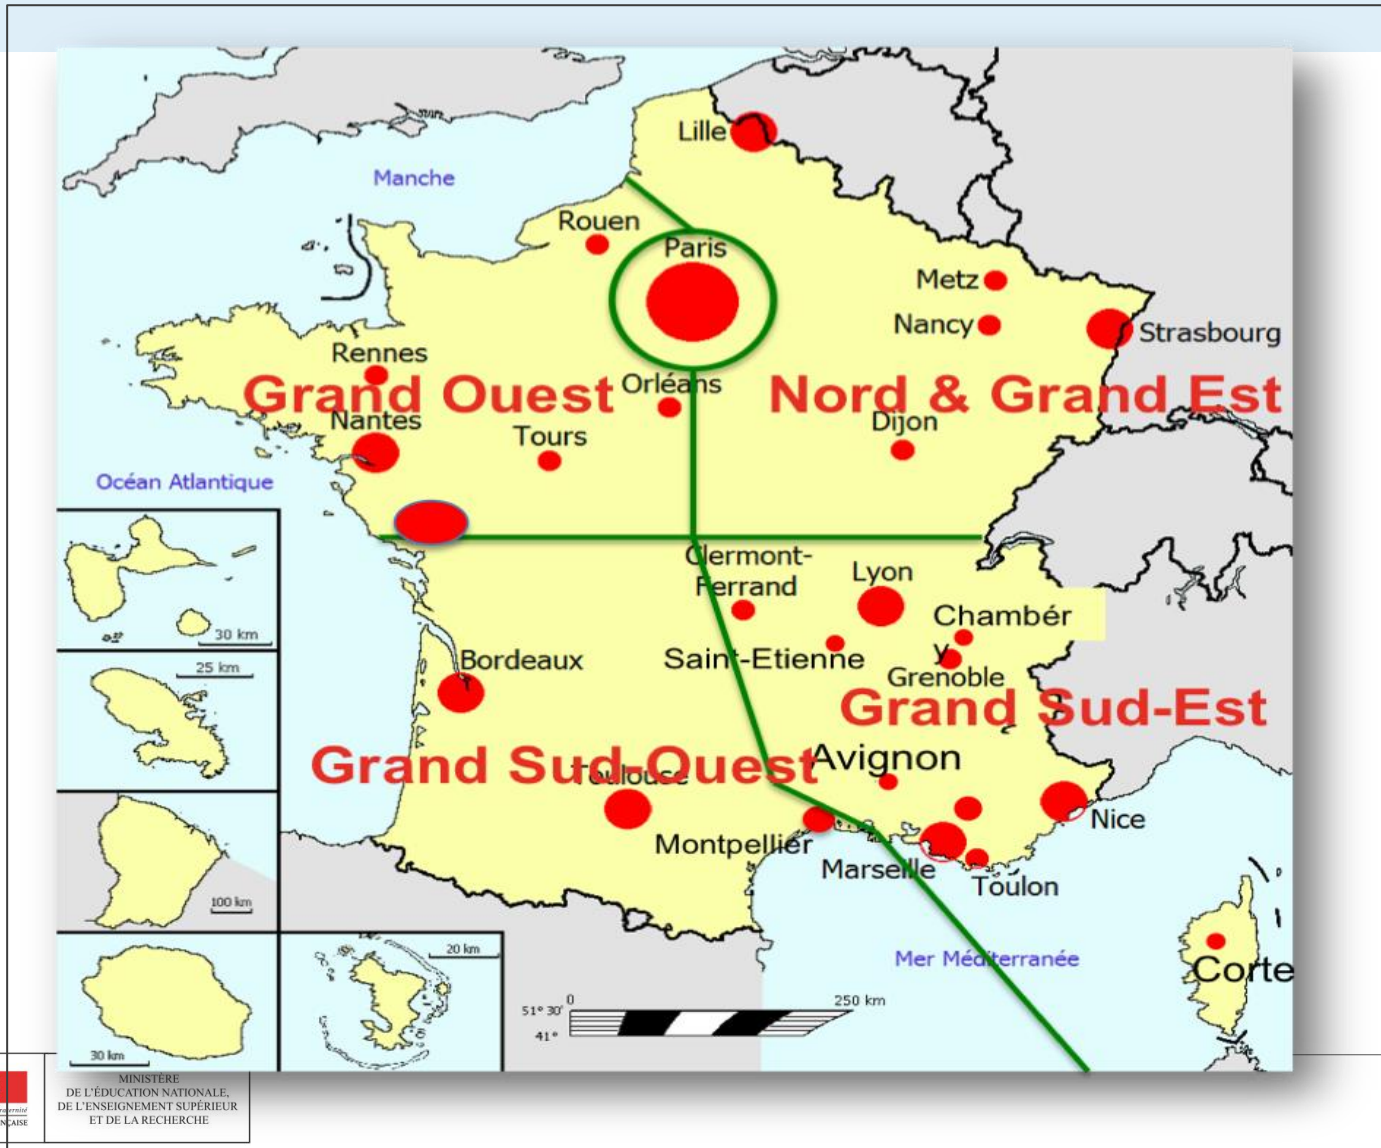 Lille
Manche
Rouen
Paris
Metz
Nancy
Strasbourg
Rennes
Orléans
Grand Ouest
Nord & Grand Est
Nantes
Tours
Dijon
Océan Atlantique
Clermont-
Ferrand
Lyon
Chambér
y
30 km
25 km
Bordeaux
Saint-Etienne
Grenoble
Grand Sud-Est
Grand Sud-Ouest
Avignon
Toulouse
Nice
Montpellier
Marseille
Toulon
100 km
Mer Méditerranée
Corte
20 km
0
250 km
51° 30'
41°
30 km
MINISTÈRE
DE L'ÉDUCATION NATIONALE,
DE L'ENSEIGNEMENT SUPÉRIEUR
ET DE LA RECHERCHE